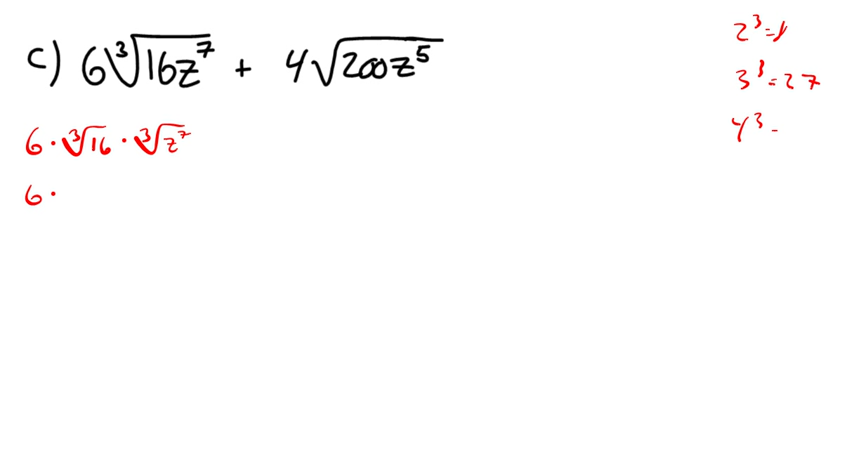 c) 6∛16z⁷ + 4√200z⁵
6 · ∛16 · ∛z⁷
6 ·
2³=8
3³=27
4³=